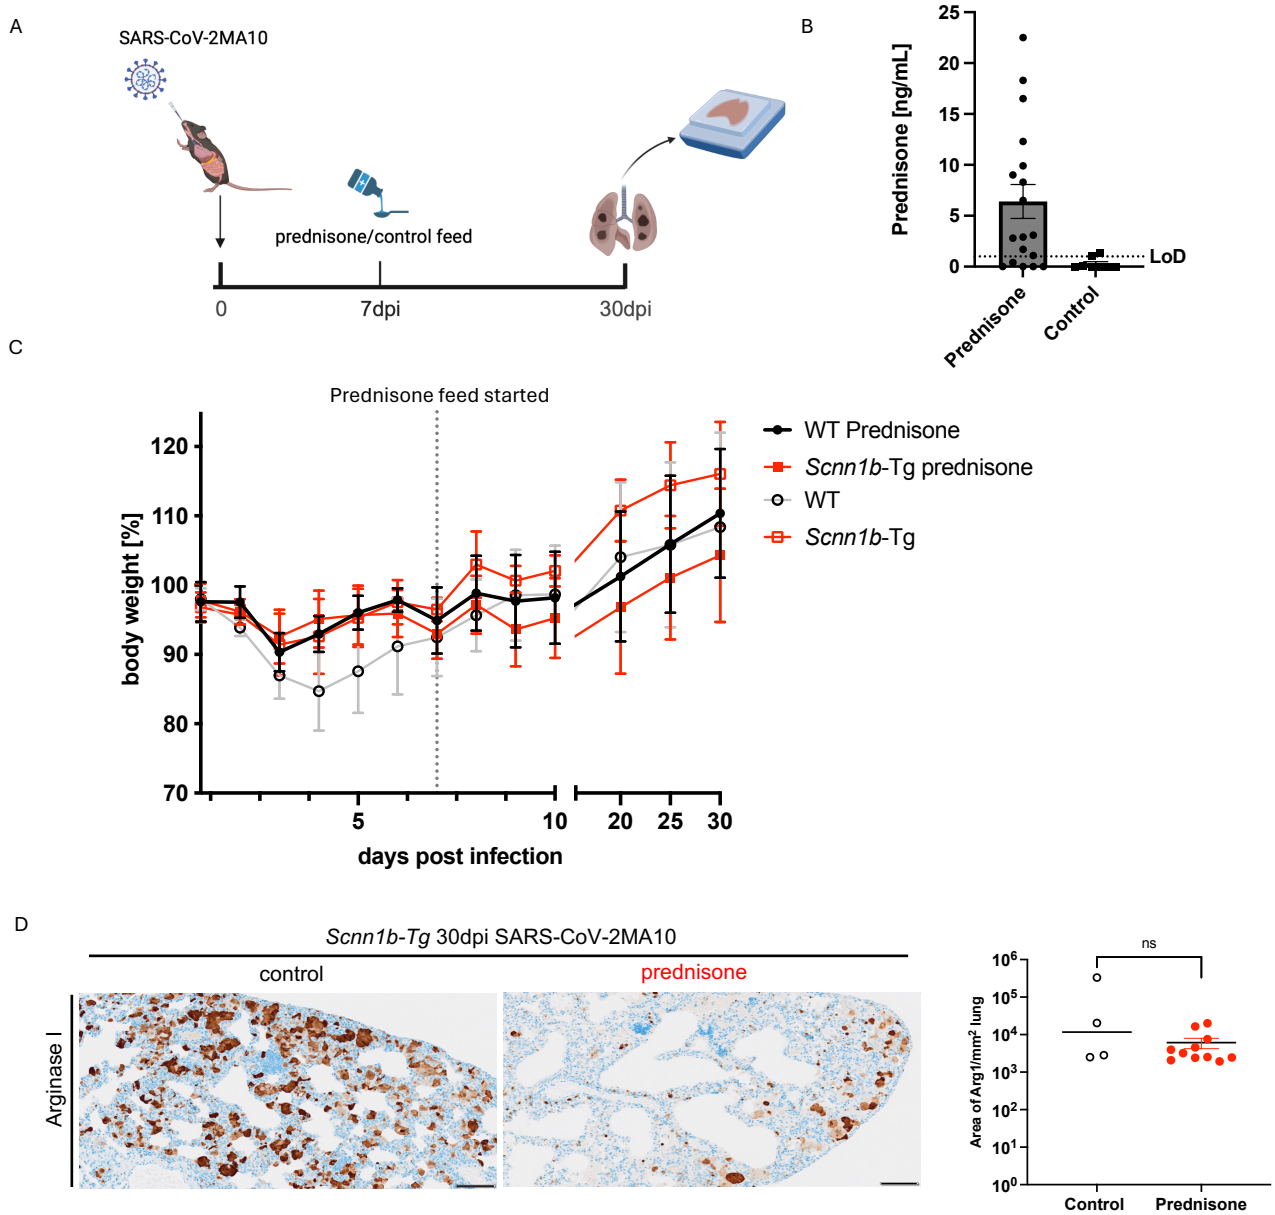 A
SARS-CoV-2MA10
prednisone/control feed
0 7dpi 30dpi
B
Prednisone [ng/mL]
25
20
15
10
5
0
LoD
Prednisone
Control
C
Prednisone feed started
body weight [%]
120
110
100
90
80
70
5 10 20 25 30
days post infection
WT Prednisone
Scnn1b-Tg prednisone
WT
Scnn1b-Tg
D
Scnn1b-Tg 30dpi SARS-CoV-2MA10
control prednisone
Arginase I
ns
Area of Arg1/mm² lung
10⁶
10⁵
10⁴
10³
10²
10¹
10⁰
Control Prednisone